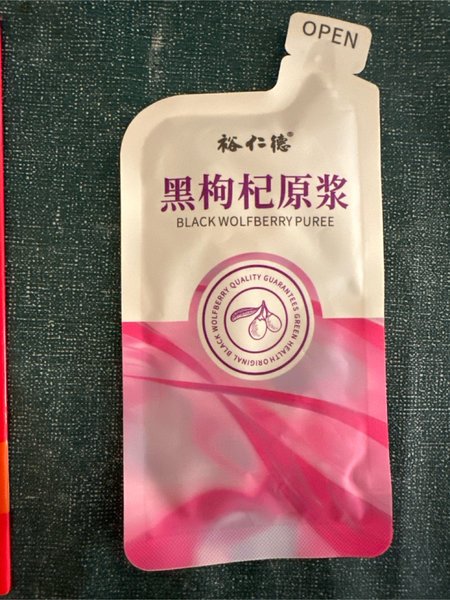 OPEN
裕仁德®
黑枸杞原浆
BLACK WOLFBERRY PUREE
ORIGINAL BLACK WOLFBERRY QUALITY GUARANTEES GREEN HEALTH